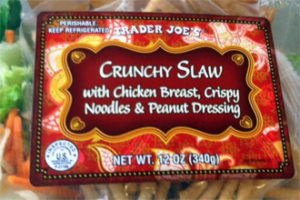 PERISHABLE
KEEP REFRIGERATED
TRADER JOE'S
CRUNCHY SLAW
with Chicken Breast, Crispy
Noodles & Peanut Dressing
U.S.
NET WT. 12 OZ (340g)